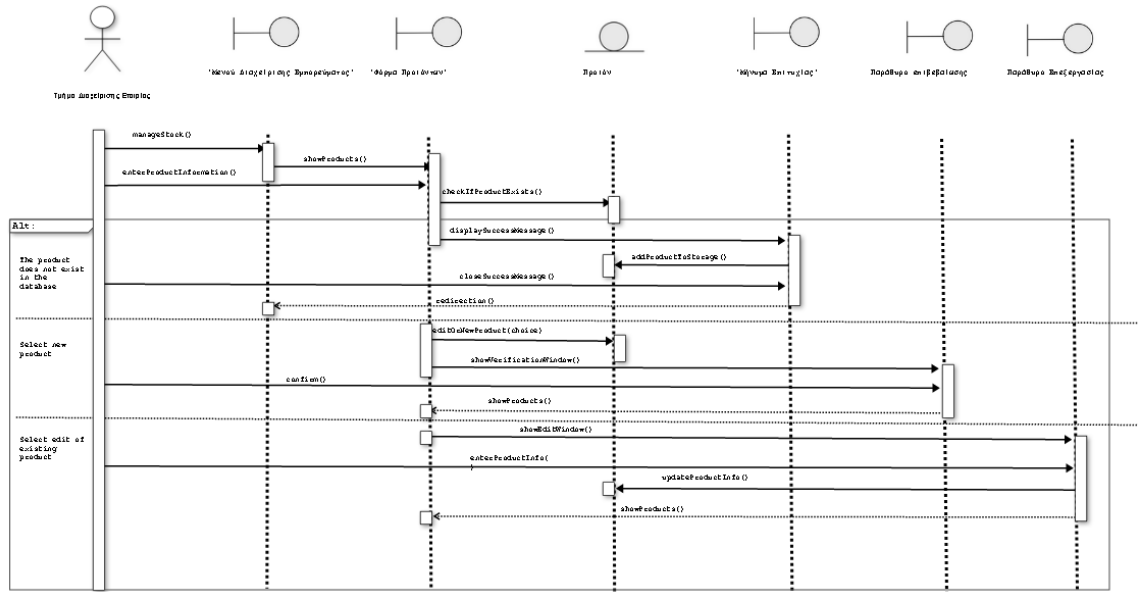 'Μενού Διαχείρισης Εμπορεύματος'
'Φόρμα Προϊόντων'
Προϊόν
'Μήνυμα Επιτυχίας'
Παράθυρο επιβεβαίωσης
Παράθυρο Επεξεργασίας
Τμήμα Διαχείρισης Εταιρίας
manageStock()
showProducts()
enterProductInformation()
checkIfProductExists()
Alt:
displaySuccessMessage()
The product
does not exist
in the
database
addProductToStorage()
closeSuccessMessage()
redirection()
editOrNewProduct(choice)
Select new
product
showVerificationWindow()
confirm()
showProducts()
showEditWindow()
Select edit of
existing
product
enterProductInfo(
)
updateProductInfo()
showProducts()